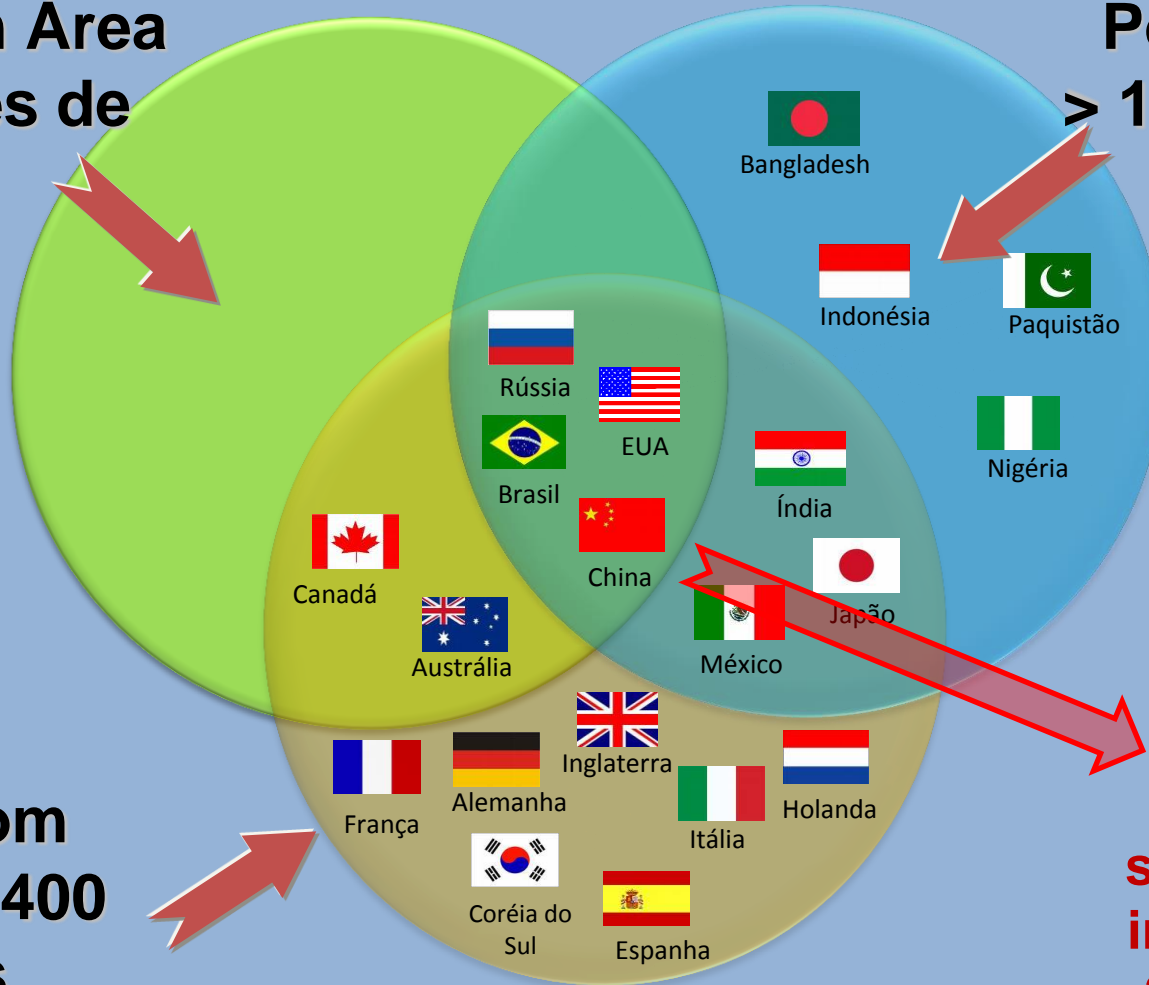 Area
es de
> 1
Bangladesh
Indonésia
Paquistão
Nigéria
Rússia
EUA
Brasil
China
Índia
Japão
México
Canadá
Austrália
Inglaterra
França
Alemanha
Itália
Holanda
Coréia do
Sul
Espanha
om
400